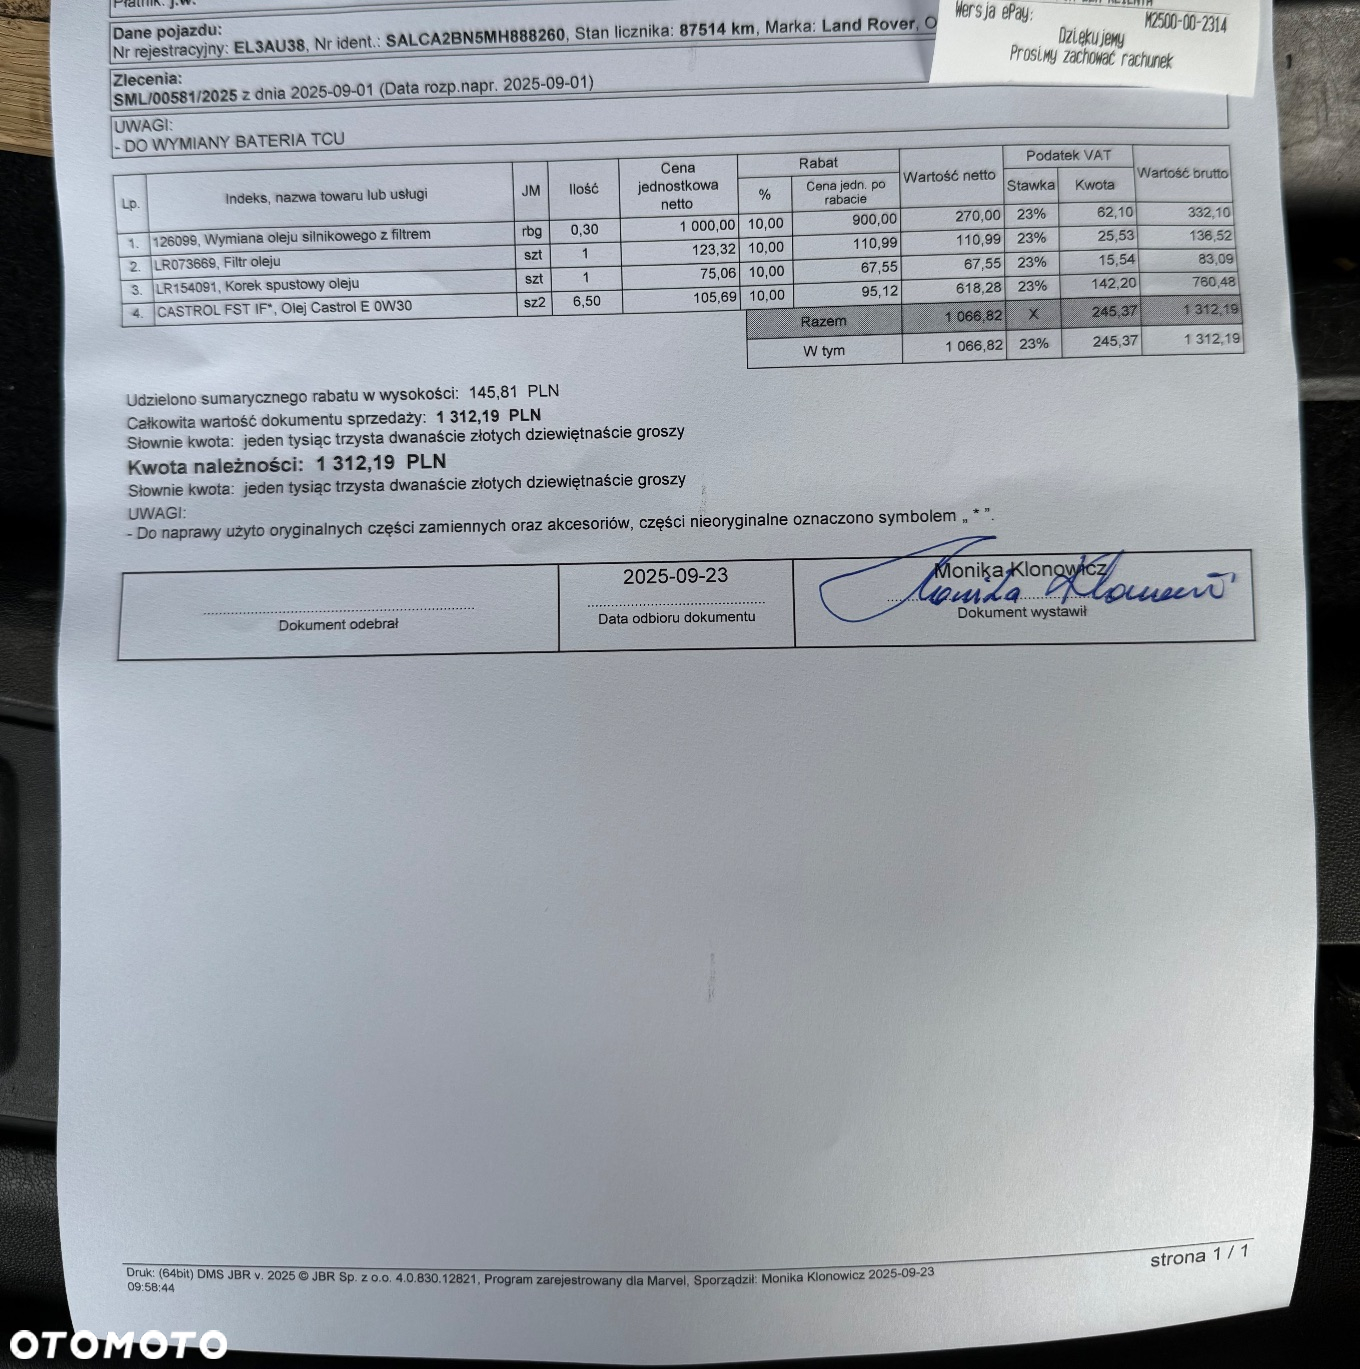 Płatnik: j.w.
Dane pojazdu:
Nr rejestracyjny: EL3AU38, Nr ident.: SALCA2BN5MH888260, Stan licznika: 87514 km, Marka: Land Rover, O
Wersja ePay: M2500-00-2314
Dziękujemy
Prosimy zachować rachunek
Zlecenia:
SML/00581/2025 z dnia 2025-09-01 (Data rozp.napr. 2025-09-01)
UWAGI:
- DO WYMIANY BATERIA TCU
Lp. Indeks, nazwa towaru lub usługi JM Ilość Cena jednostkowa netto Rabat % Cena jedn. po rabacie Wartość netto Podatek VAT Stawka Kwota Wartość brutto
1. 126099, Wymiana oleju silnikowego z filtrem rbg 0,30 1 000,00 10,00 900,00 270,00 23% 62,10 332,10
2. LR073669, Filtr oleju szt 1 123,32 10,00 110,99 110,99 23% 25,53 136,52
3. LR154091, Korek spustowy oleju szt 1 75,06 10,00 67,55 67,55 23% 15,54 83,09
4. CASTROL FST IF*, Olej Castrol E 0W30 sz2 6,50 105,69 10,00 95,12 618,28 23% 142,20 760,48
Razem 1 066,82 X 245,37 1 312,19
W tym 1 066,82 23% 245,37 1 312,19
Udzielono sumarycznego rabatu w wysokości: 145,81 PLN
Całkowita wartość dokumentu sprzedaży: 1 312,19 PLN
Słownie kwota: jeden tysiąc trzysta dwanaście złotych dziewiętnaście groszy
Kwota należności: 1 312,19 PLN
Słownie kwota: jeden tysiąc trzysta dwanaście złotych dziewiętnaście groszy
UWAGI:
- Do naprawy użyto oryginalnych części zamiennych oraz akcesoriów, części nieoryginalne oznaczono symbolem „ * ”.
2025-09-23
Monika Klonowicz
Monika Klonowicz
Dokument odebrał
Data odbioru dokumentu
Dokument wystawił
strona 1 / 1
Druk: (64bit) DMS JBR v. 2025 © JBR Sp. z o.o. 4.0.830.12821, Program zarejestrowany dla Marvel, Sporządził: Monika Klonowicz 2025-09-23
09:58:44
OTOMOTO